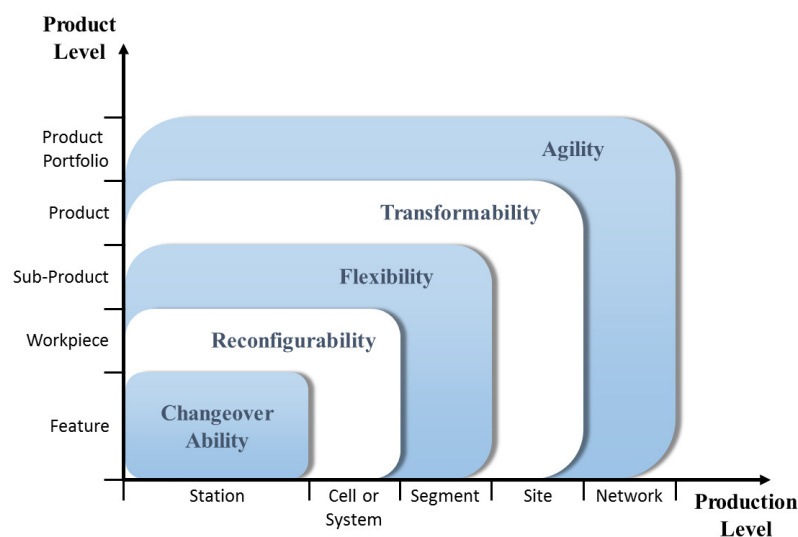 Product
Level
Product
Portfolio
Agility
Product
Transformability
Sub-Product
Flexibility
Workpiece
Reconfigurability
Feature
Changeover
Ability
Station
Cell or
System
Segment
Site
Network
Production
Level